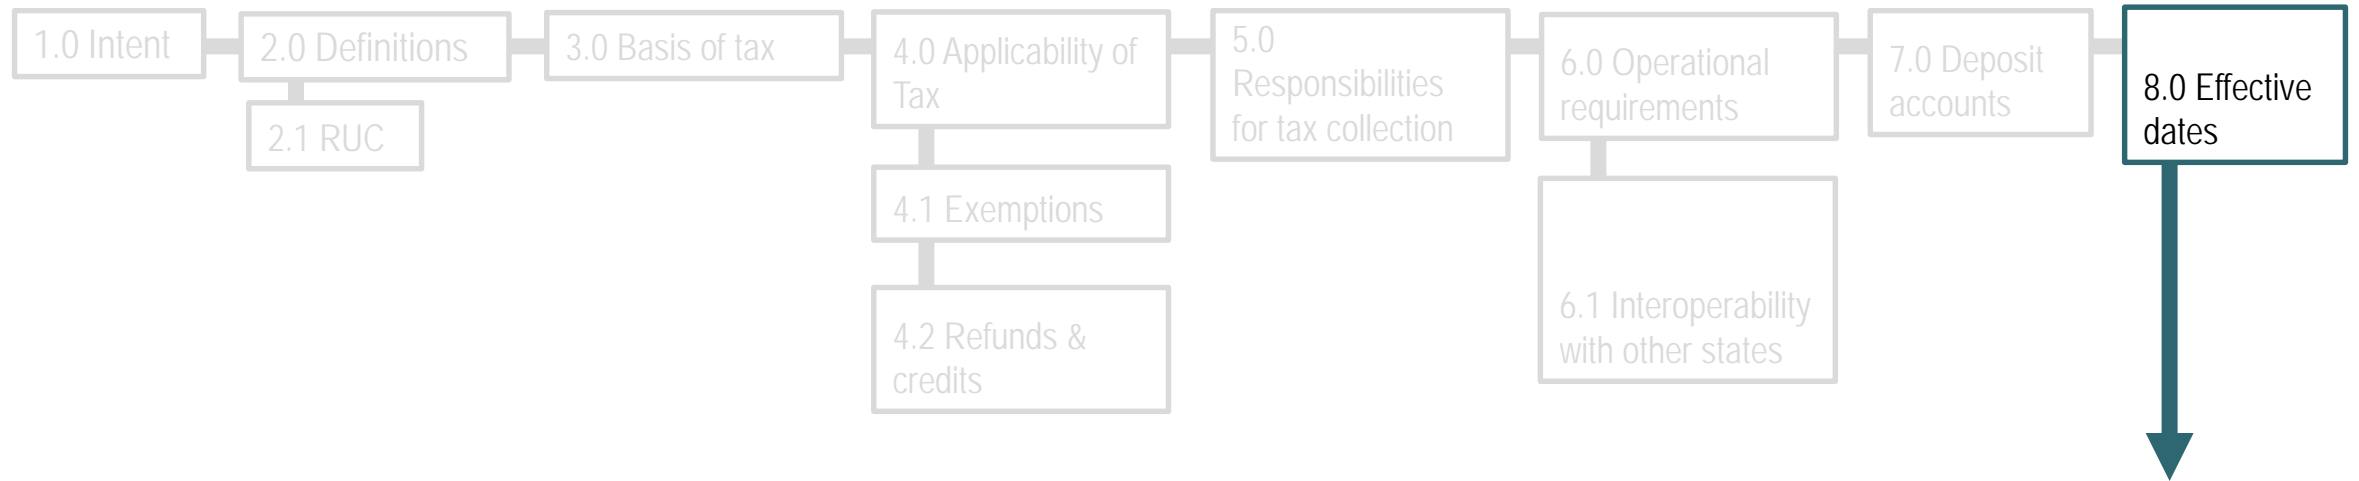 1.0 Intent
2.0 Definitions
2.1 RUC
3.0 Basis of tax
4.0 Applicability of
Tax
4.1 Exemptions
4.2 Refunds &
credits
5.0
Responsibilities
for tax collection
6.0 Operational
requirements
6.1 Interoperability
with other states
7.0 Deposit
accounts
8.0 Effective
dates